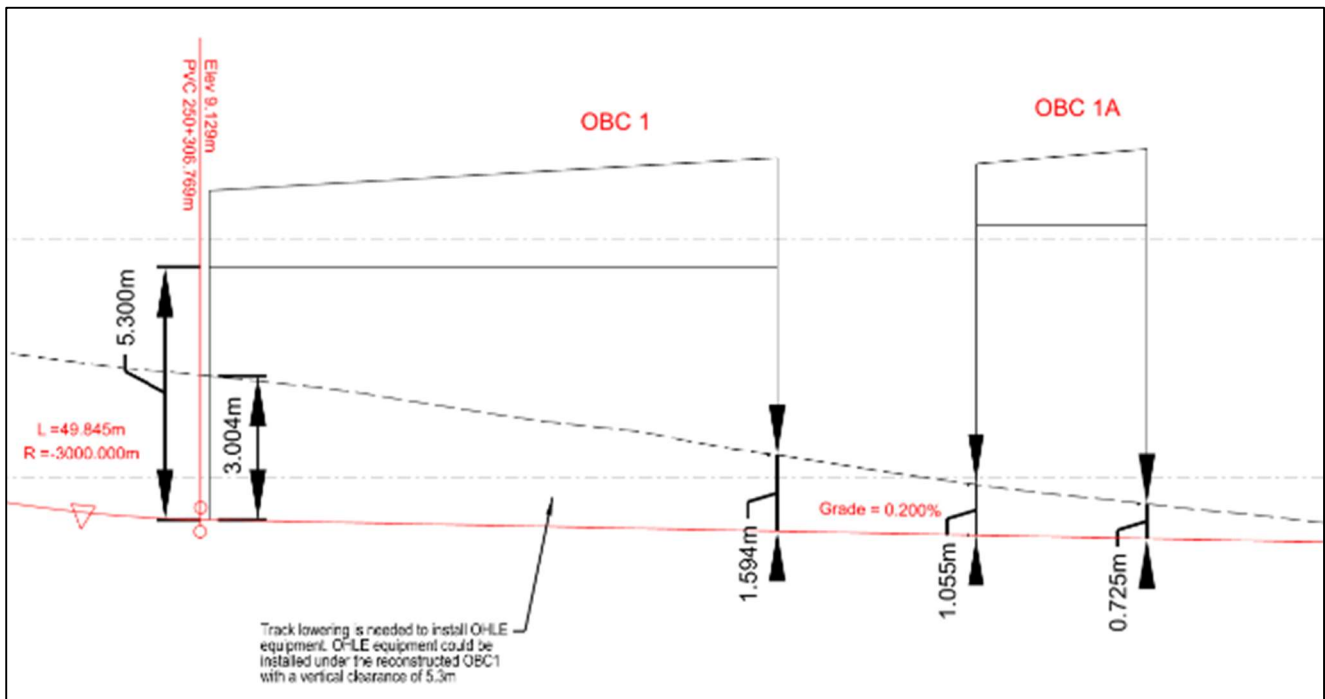 Elev 9.129m
PVC 250+306.769m
OBC 1
OBC 1A
5.300m
L =49.845m
R =-3000.000m
3.004m
1.594m
Grade = 0.200%
1.055m
0.725m
Track lowering is needed to install OHLE
equipment. OHLE equipment could be
installed under the reconstructed OBC1
with a vertical clearance of 5.3m